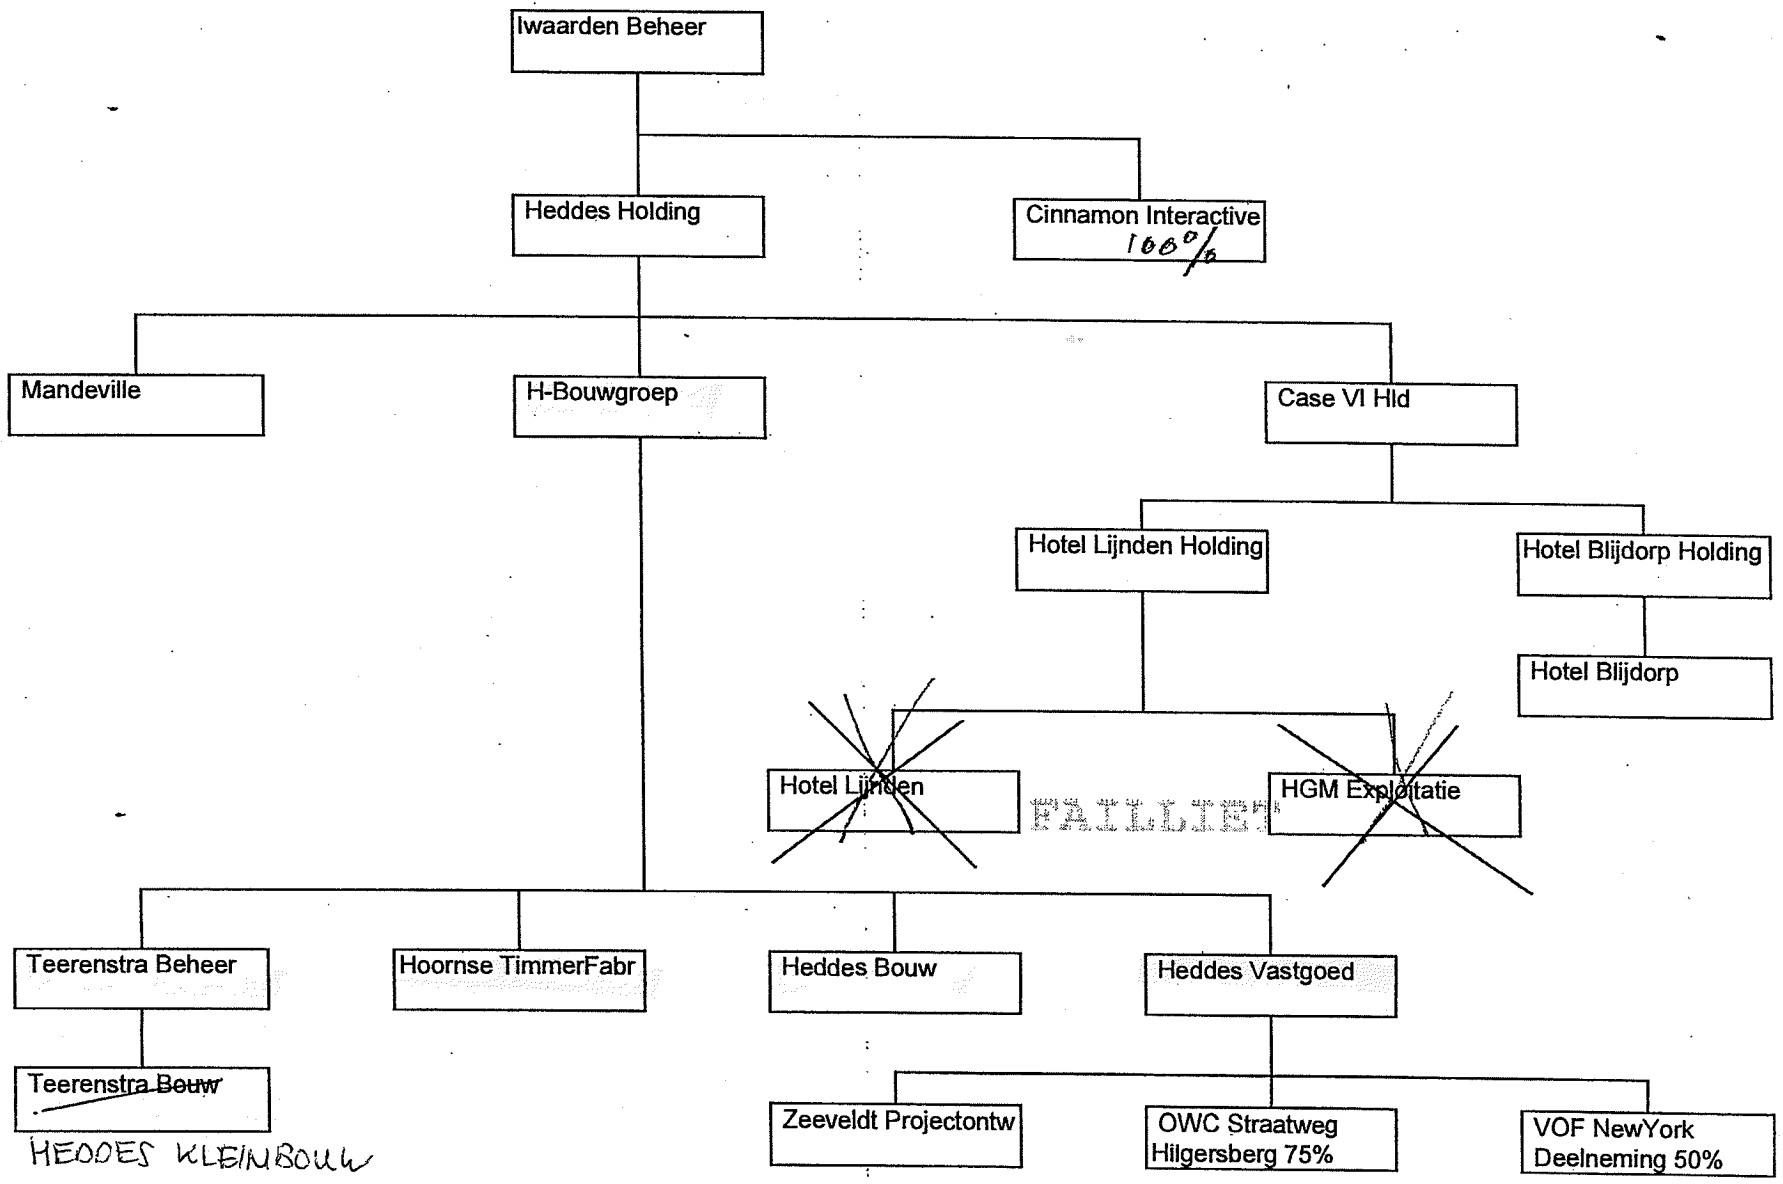 Iwaarden Beheer
Heddes Holding
Cinnamon Interactive
100%
Mandeville
H-Bouwgroep
Case VI Hld
Hotel Lijnden Holding
Hotel Blijdorp Holding
Hotel Blijdorp
Hotel Lijnden
FAILLIET
HGM Exploitatie
Teerenstra Beheer
Hoornse TimmerFabr
Heddes Bouw
Heddes Vastgoed
Teerenstra Bouw
HEDDES KLEINBOUW
Zeeveldt Projectontw
OWC Straatweg
Hilgersberg 75%
VOF NewYork
Deelneming 50%